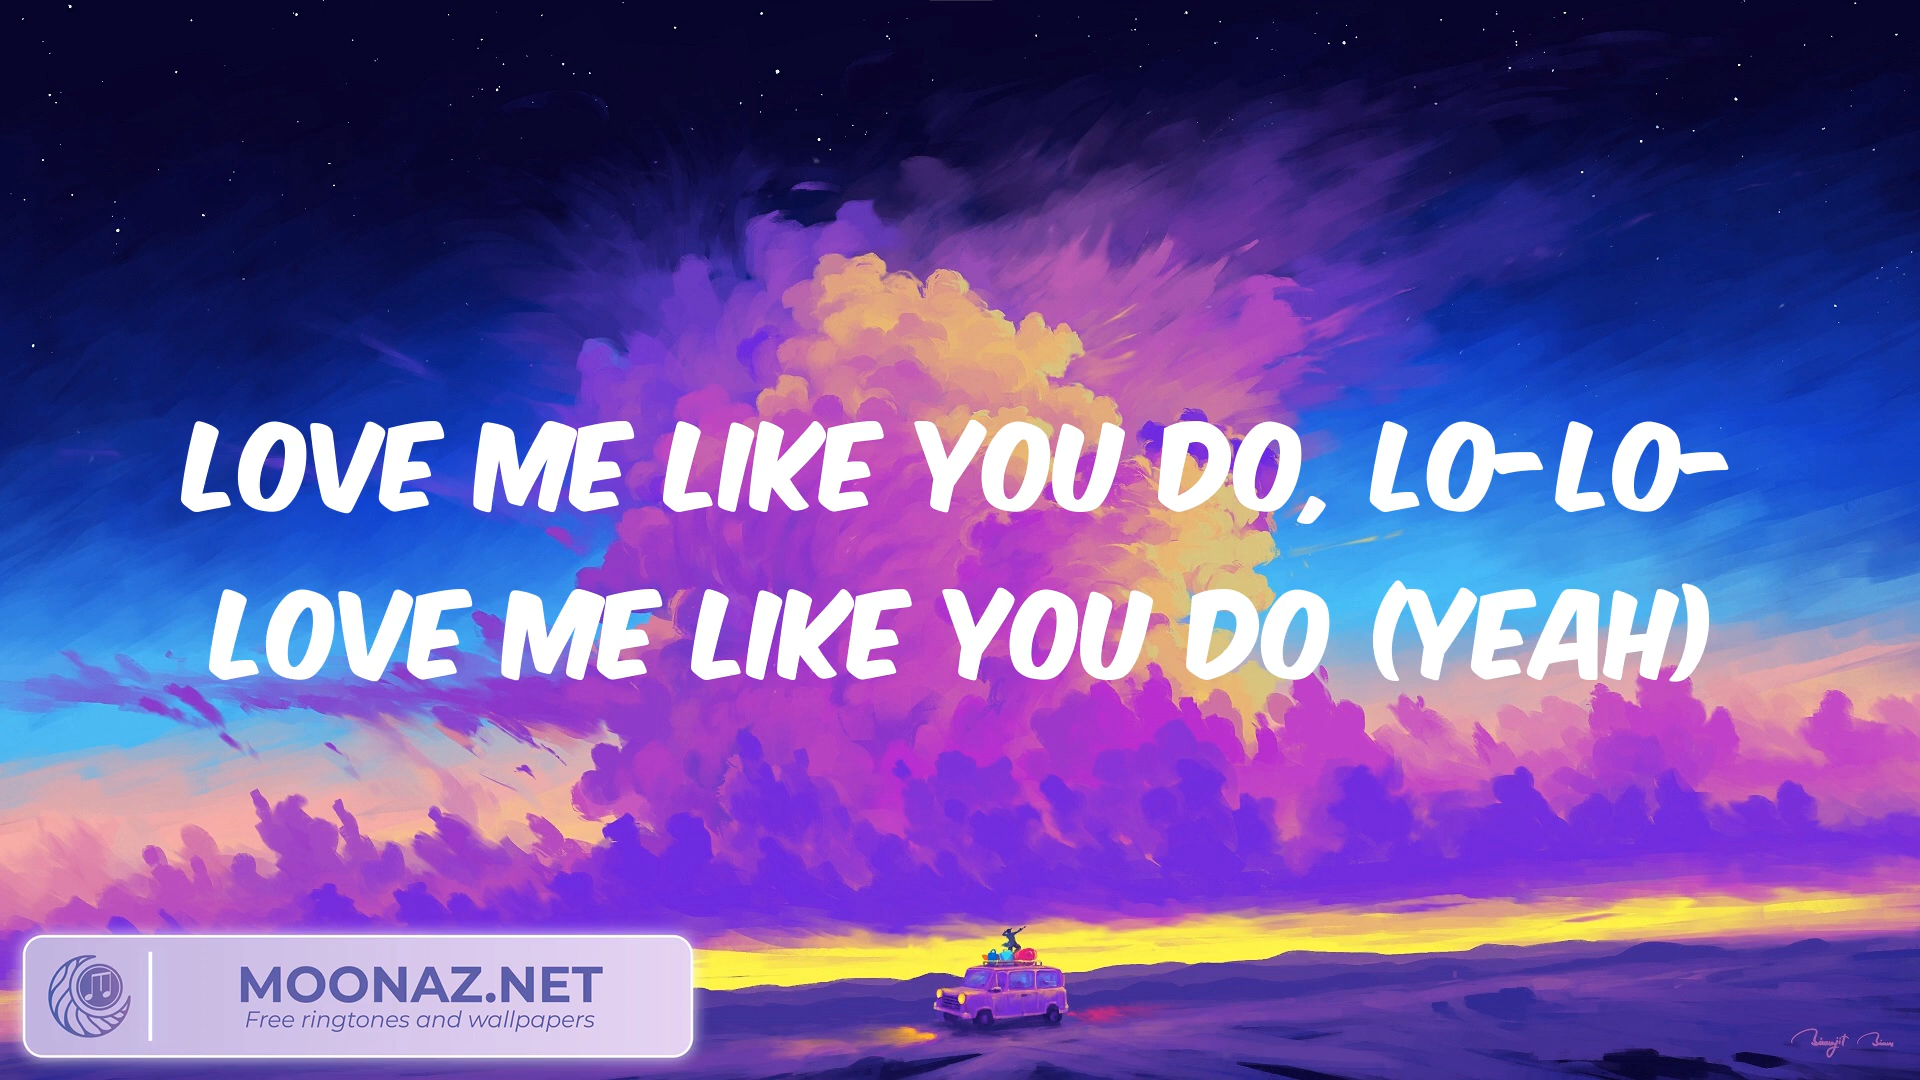 LOVE ME LIKE YOU DO, LO-LO-
LOVE ME LIKE YOU DO (YEAH)
MOONAZ.NET
Free ringtones and wallpapers